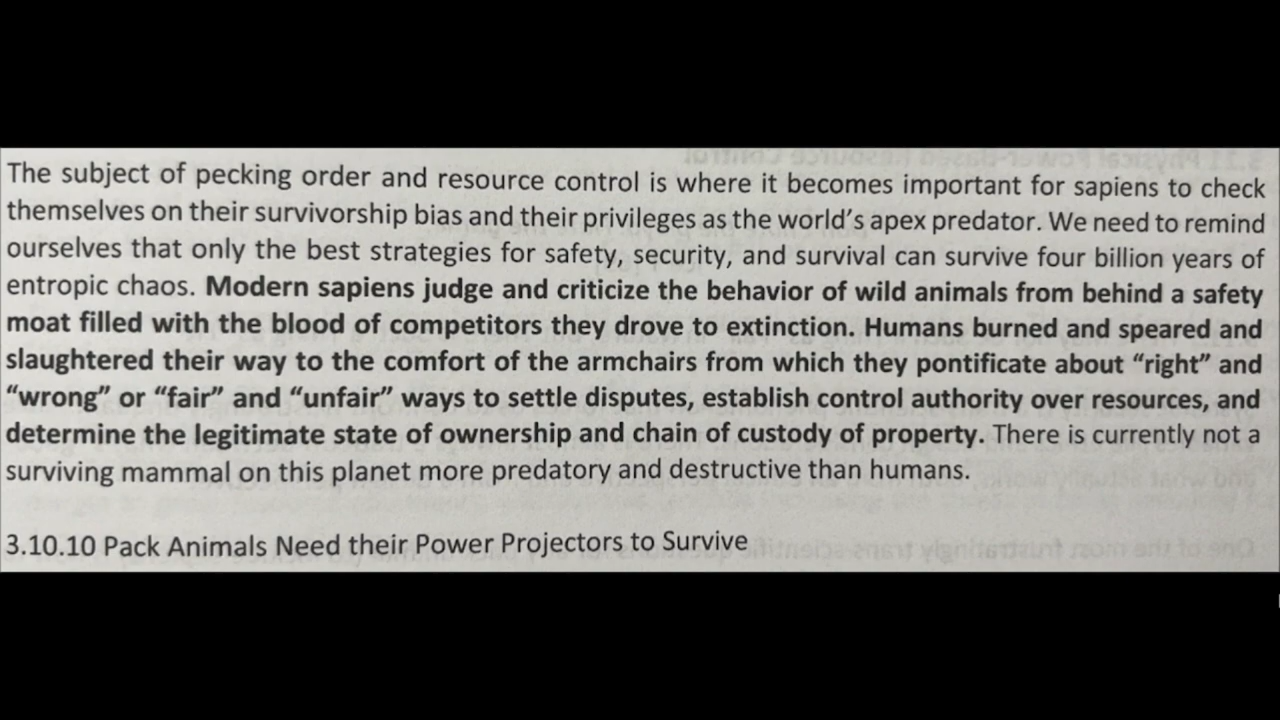 The subject of pecking order and resource control is where it becomes important for sapiens to check
themselves on their survivorship bias and their privileges as the world's apex predator. We need to remind
ourselves that only the best strategies for safety, security, and survival can survive four billion years of
entropic chaos. Modern sapiens judge and criticize the behavior of wild animals from behind a safety
moat filled with the blood of competitors they drove to extinction. Humans burned and speared and
slaughtered their way to the comfort of the armchairs from which they pontificate about “right” and
“wrong” or “fair” and “unfair” ways to settle disputes, establish control authority over resources, and
determine the legitimate state of ownership and chain of custody of property. There is currently not a
surviving mammal on this planet more predatory and destructive than humans.
3.10.10 Pack Animals Need their Power Projectors to Survive